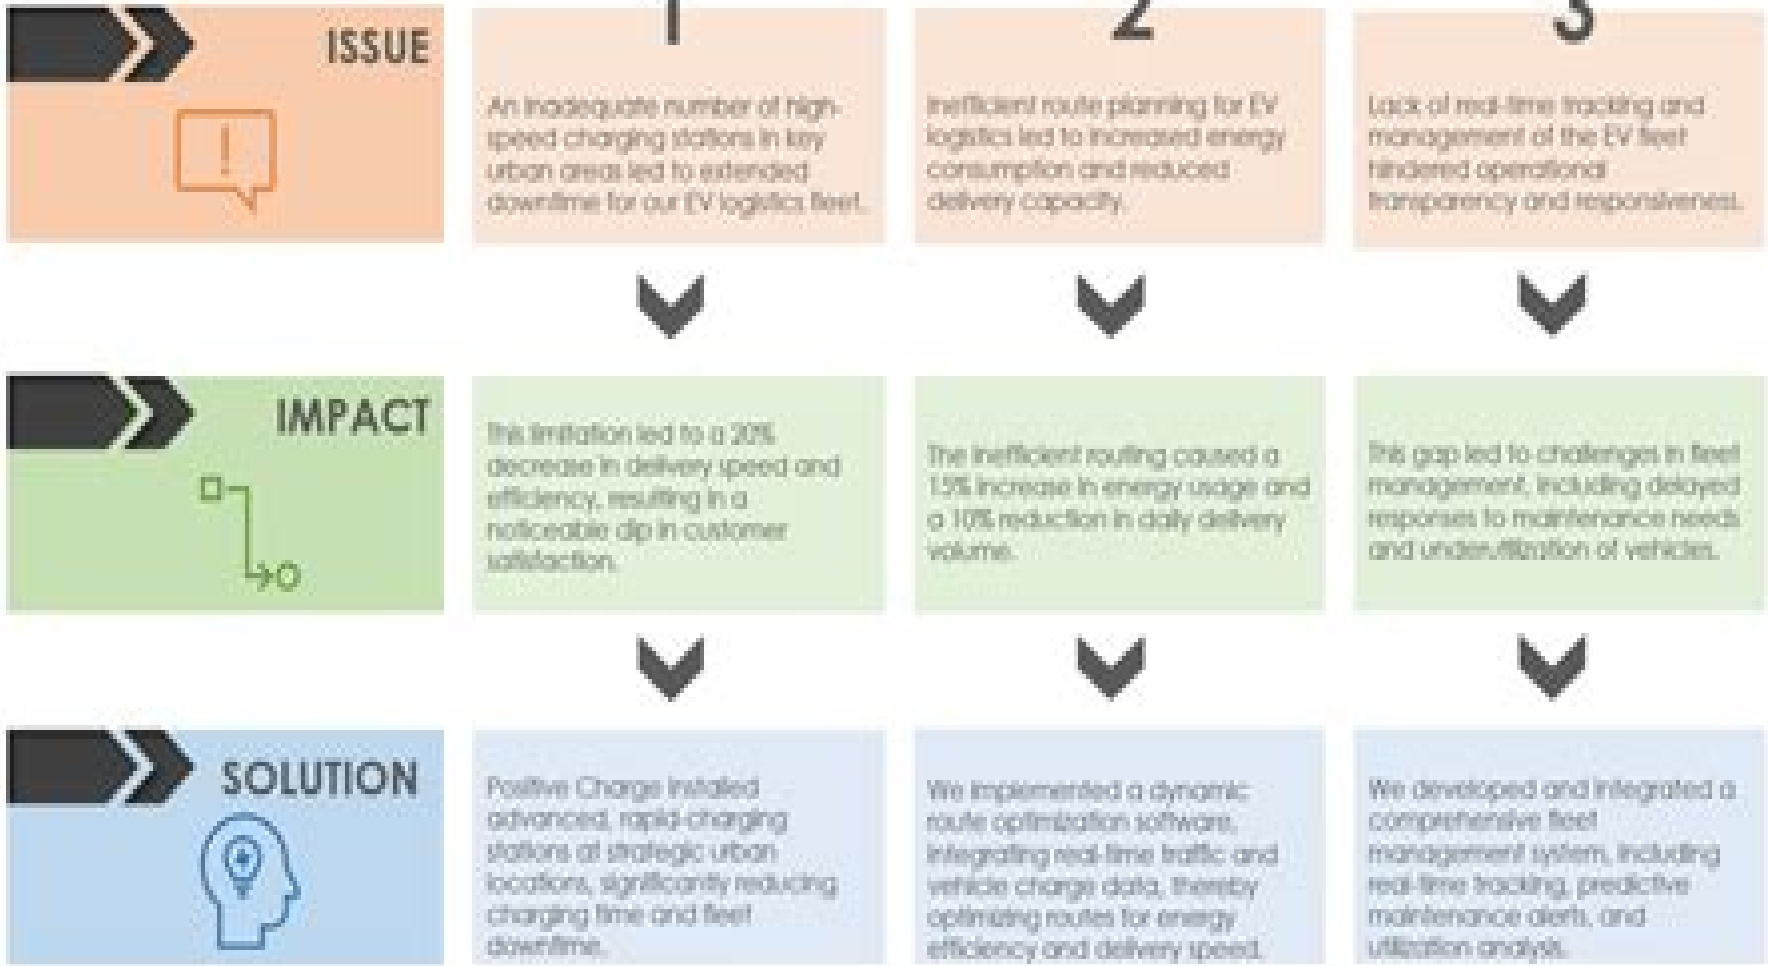 1
2
3
ISSUE
An inadequate number of high-
speed charging stations in key
urban areas led to extended
downtime for our EV logistics fleet.
Inefficient route planning for EV
logistics led to increased energy
consumption and reduced
delivery capacity.
Lack of real-time tracking and
management of the EV fleet
hindered operational
transparency and responsiveness.
IMPACT
This limitation led to a 20%
decrease in delivery speed and
efficiency, resulting in a
noticeable dip in customer
satisfaction.
The inefficient routing caused a
15% increase in energy usage and
a 10% reduction in daily delivery
volume.
This gap led to challenges in fleet
management, including delayed
responses to maintenance needs
and underutilization of vehicles.
SOLUTION
Positive Charge installed
advanced, rapid-charging
stations at strategic urban
locations, significantly reducing
charging time and fleet
downtime.
We implemented a dynamic
route optimization software,
integrating real-time traffic and
vehicle charge data, thereby
optimizing routes for energy
efficiency and delivery speed.
We developed and integrated a
comprehensive fleet
management system, including
real-time tracking, predictive
maintenance alerts, and
utilization analysis.